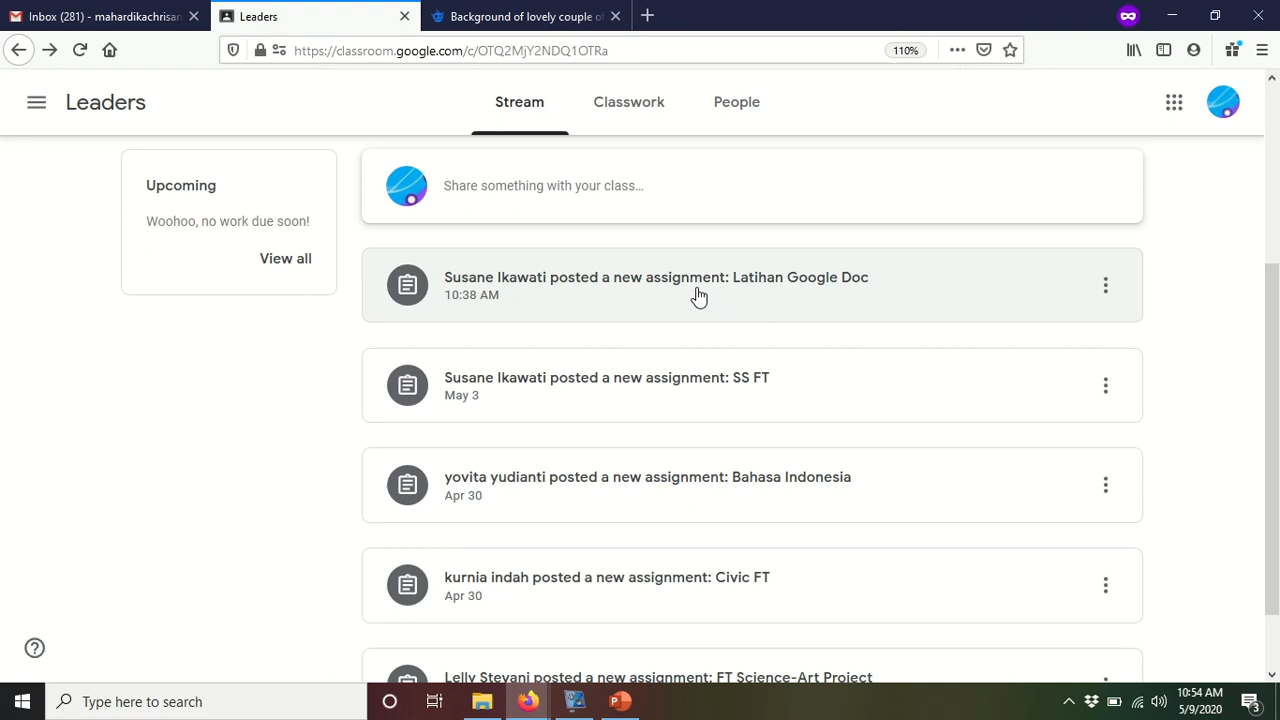 Inbox (281) - mahardikachrisan
Leaders
Background of lovely couple of
https://classroom.google.com/c/OTQ2MjY2NDQ1OTRa
110%
Leaders
Stream
Classwork
People
Upcoming
Woohoo, no work due soon!
View all
Share something with your class...
Susane Ikawati posted a new assignment: Latihan Google Doc
10:38 AM
Susane Ikawati posted a new assignment: SS FT
May 3
yovita yudianti posted a new assignment: Bahasa Indonesia
Apr 30
kurnia indah posted a new assignment: Civic FT
Apr 30
Lelly Stevani posted a new assignment: FT Science-Art Project
Type here to search
10:54 AM
5/9/2020
3